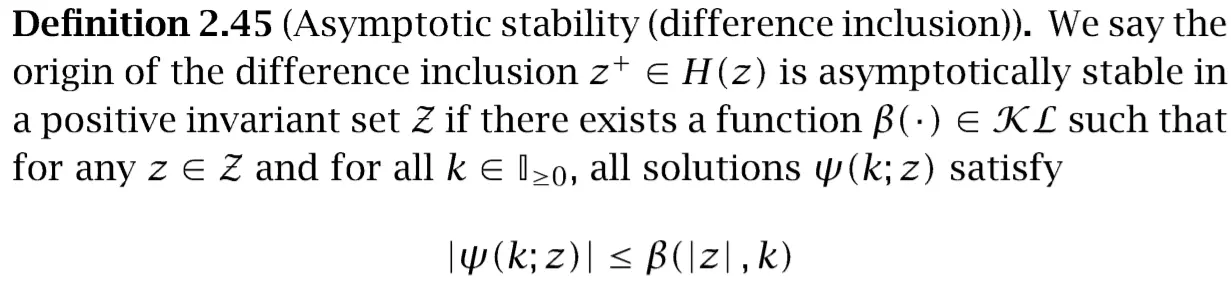 Definition 2.45 (Asymptotic stability (difference inclusion)). We say the
origin of the difference inclusion z⁺ ∈ H(z) is asymptotically stable in
a positive invariant set 𝒵 if there exists a function β(·) ∈ 𝒦ℒ such that
for any z ∈ 𝒵 and for all k ∈ 𝕀≥0, all solutions ψ(k; z) satisfy
|ψ(k; z)| ≤ β(|z|, k)